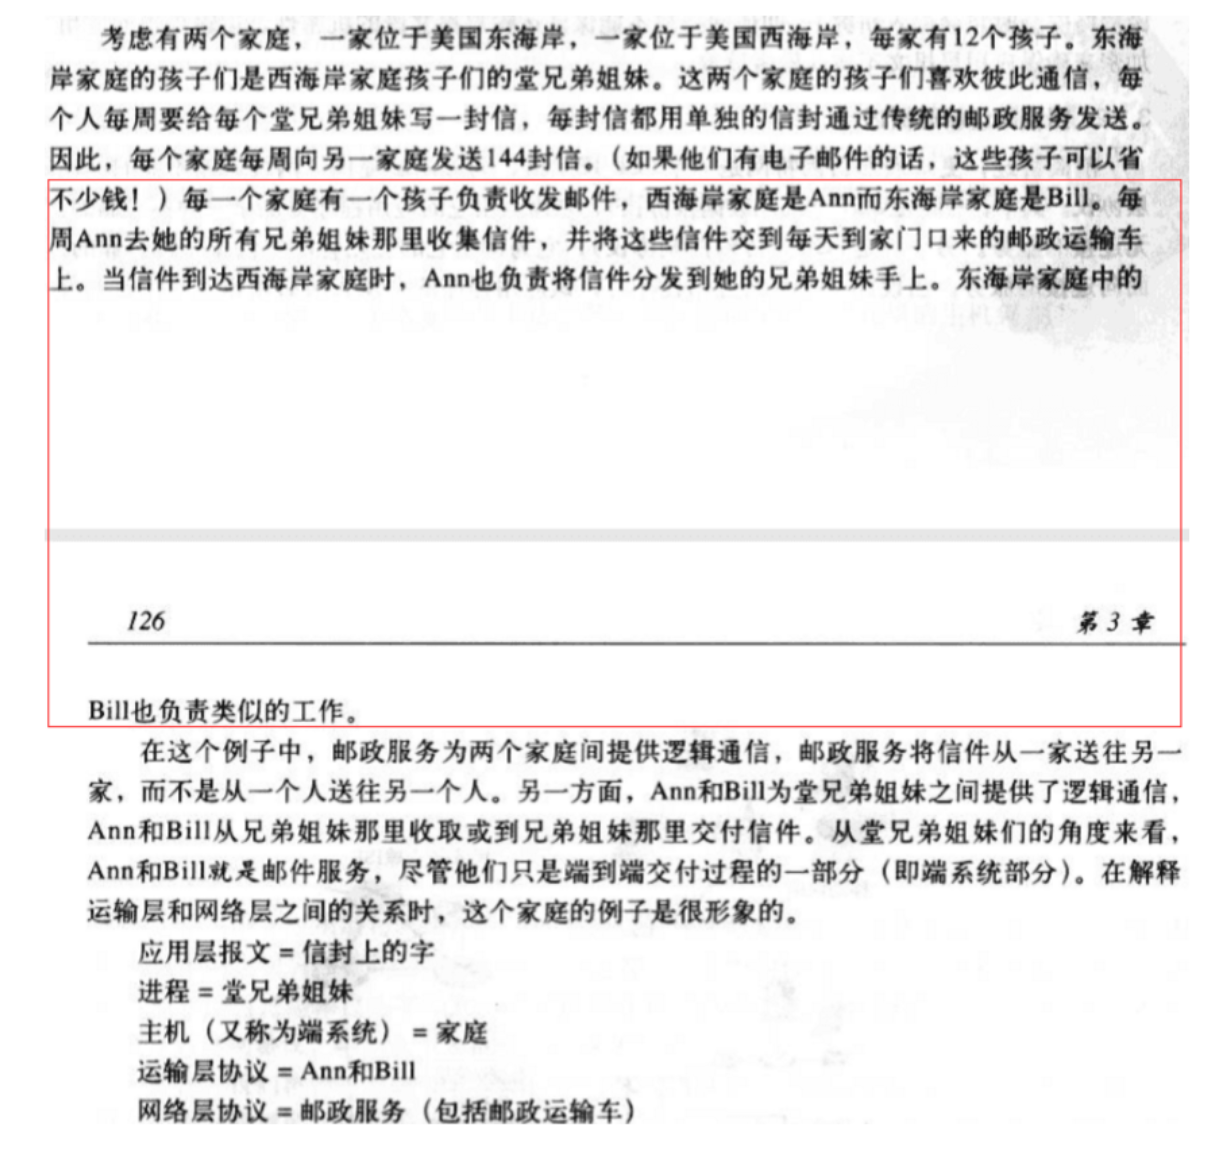 考虑有两个家庭，一家位于美国东海岸，一家位于美国西海岸，每家有12个孩子。东海
岸家庭的孩子们是西海岸家庭孩子们的堂兄弟姐妹。这两个家庭的孩子们喜欢彼此通信，每
个人每周要给每个堂兄弟姐妹写一封信，每封信都用单独的信封通过传统的邮政服务发送。
因此，每个家庭每周向另一家庭发送144封信。（如果他们有电子邮件的话，这些孩子可以省
不少钱！）每一个家庭有一个孩子负责收发邮件，西海岸家庭是Ann而东海岸家庭是Bill。每
周Ann去她的所有兄弟姐妹那里收集信件，并将这些信件交到每天到家门口来的邮政运输车
上。当信件到达西海岸家庭时，Ann也负责将信件分发到她的兄弟姐妹手上。东海岸家庭中的
126 第3章
Bill也负责类似的工作。
在这个例子中，邮政服务为两个家庭间提供逻辑通信，邮政服务将信件从一家送往另一
家，而不是从一个人送往另一个人。另一方面，Ann和Bill为堂兄弟姐妹之间提供了逻辑通信，
Ann和Bill从兄弟姐妹那里收取或到兄弟姐妹那里交付信件。从堂兄弟姐妹们的角度来看，
Ann和Bill就是邮件服务，尽管他们只是端到端交付过程的一部分（即端系统部分）。在解释
运输层和网络层之间的关系时，这个家庭的例子是很形象的。
应用层报文 = 信封上的字
进程 = 堂兄弟姐妹
主机（又称为端系统） = 家庭
运输层协议 = Ann和Bill
网络层协议 = 邮政服务（包括邮政运输车）